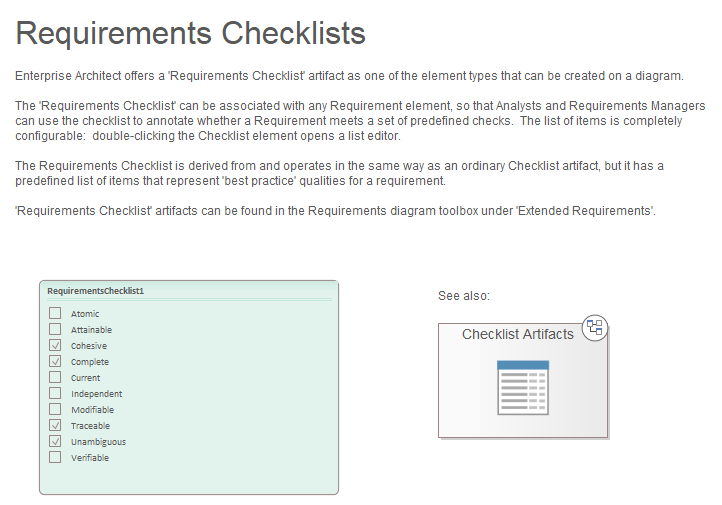 Requirements Checklists
Enterprise Architect offers a 'Requirements Checklist' artifact as one of the element types that can be created on a diagram.
The 'Requirements Checklist' can be associated with any Requirement element, so that Analysts and Requirements Managers
can use the checklist to annotate whether a Requirement meets a set of predefined checks.  The list of items is completely
configurable:  double-clicking the Checklist element opens a list editor.
The Requirements Checklist is derived from and operates in the same way as an ordinary Checklist artifact, but it has a
predefined list of items that represent 'best practice' qualities for a requirement.
'Requirements Checklist' artifacts can be found in the Requirements diagram toolbox under 'Extended Requirements'.
RequirementsChecklist1
Atomic
Attainable
Cohesive
Complete
Current
Independent
Modifiable
Traceable
Unambiguous
Verifiable
See also:
Checklist Artifacts